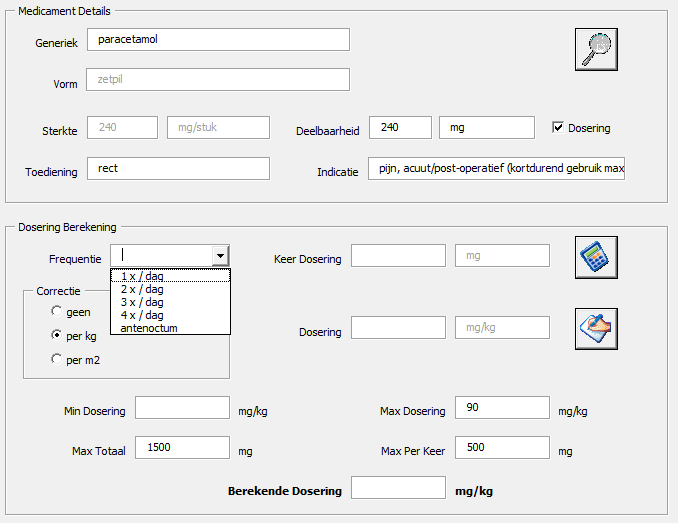 Medicament Details
Generiek paracetamol
Vorm zetpil
Sterkte 240 mg/stuk Deelbaarheid 240 mg Dosering
Toediening rect Indicatie pijn, acuut/post-operatief (kortdurend gebruik max
Dosering Berekening
Frequentie Keer Dosering mg
1 x / dag
2 x / dag
3 x / dag
4 x / dag
antenoctum
Correctie
geen
per kg
per m2
Dosering mg/kg
Min Dosering mg/kg Max Dosering 90 mg/kg
Max Totaal 1500 mg Max Per Keer 500 mg
Berekende Dosering mg/kg